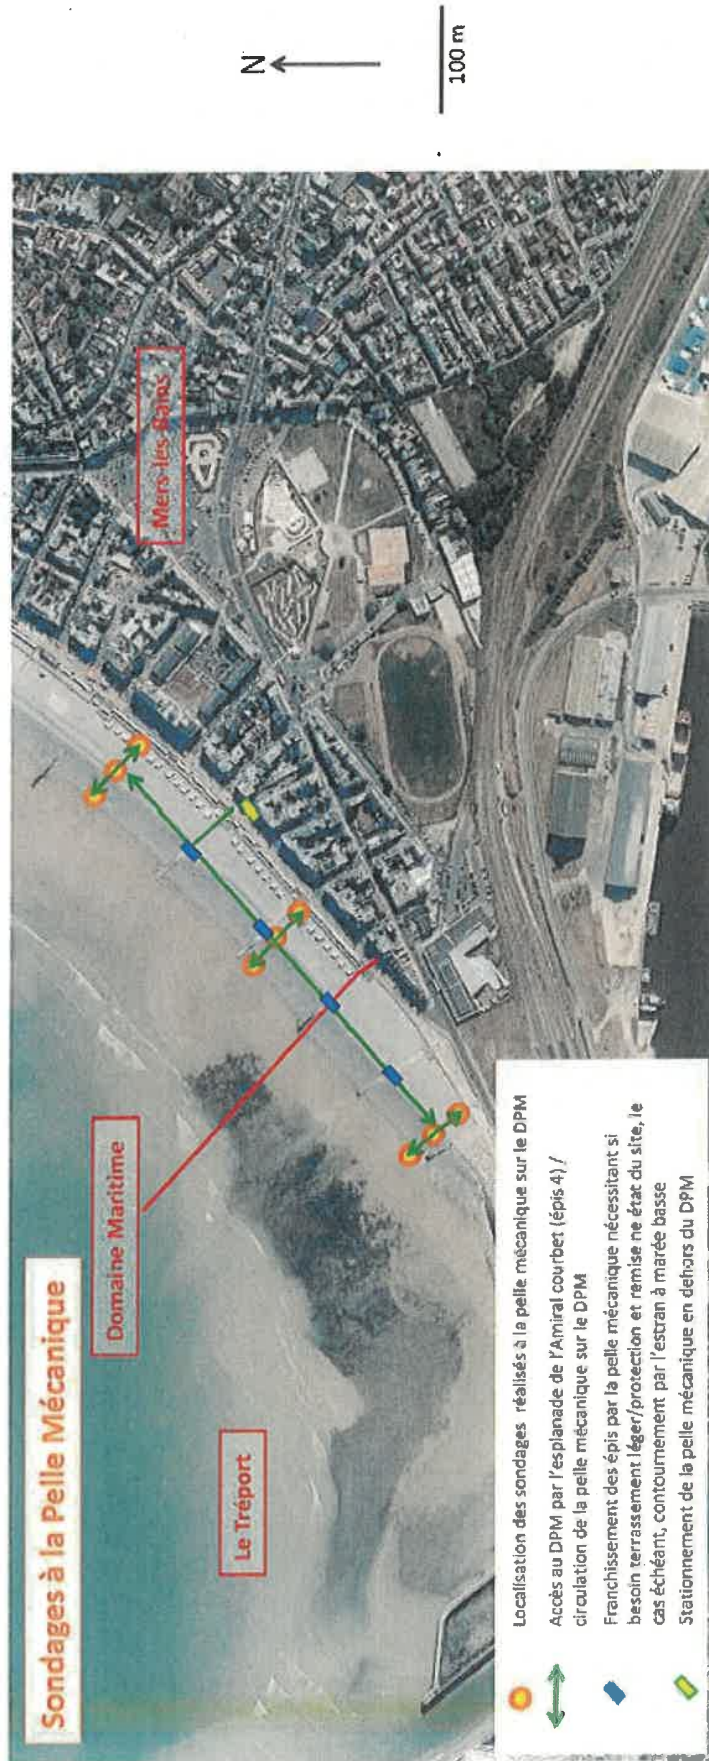 Sondages à la Pelle Mécanique
Domaine Maritime
Le Tréport
Mers-les-Bains
N
100 m
Localisation des sondages réalisés à la pelle mécanique sur le DPM
Accès au DPM par l'esplanade de l'Amiral courbet (épis 4) /
circulation de la pelle mécanique sur le DPM
Franchissement des épis par la pelle mécanique nécessitant si
besoin terrassement léger/protection et remise ne état du site, le
cas échéant, contournement par l'estran à marée basse
Stationnement de la pelle mécanique en dehors du DPM